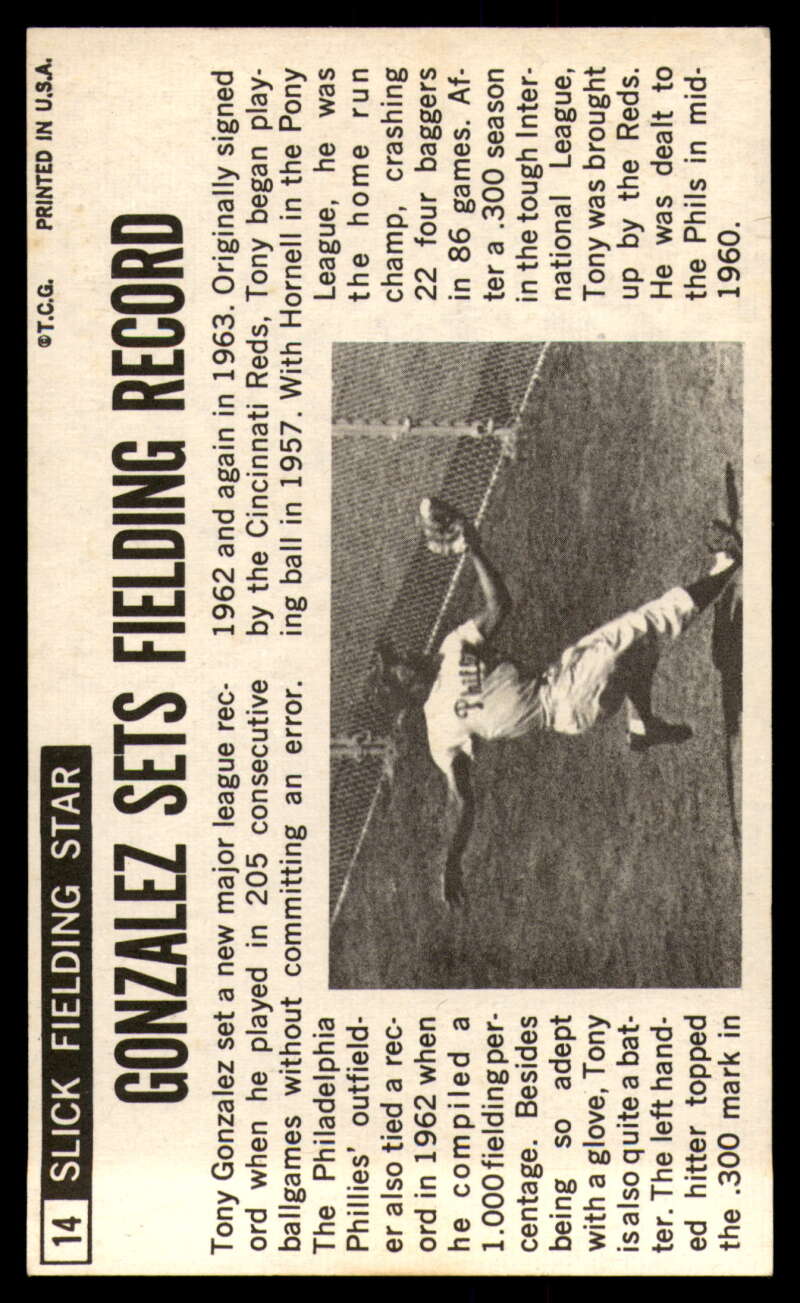 14 SLICK FIELDING STAR
©T.C.G. PRINTED IN U.S.A.
GONZALEZ SETS FIELDING RECORD
Tony Gonzalez set a new major league rec-
ord when he played in 205 consecutive
ballgames without committing an error.
The Philadelphia
Phillies' outfield-
er also tied a rec-
ord in 1962 when
he compiled a
1.000 fielding per-
centage. Besides
being so adept
with a glove, Tony
is also quite a bat-
ter. The left hand-
ed hitter topped
the .300 mark in
1962 and again in 1963. Originally signed
by the Cincinnati Reds, Tony began play-
ing ball in 1957. With Hornell in the Pony
League, he was
the home run
champ, crashing
22 four baggers
in 86 games. Af-
ter a .300 season
in the tough Inter-
national League,
Tony was brought
up by the Reds.
He was dealt to
the Phils in mid-
1960.
Phillies